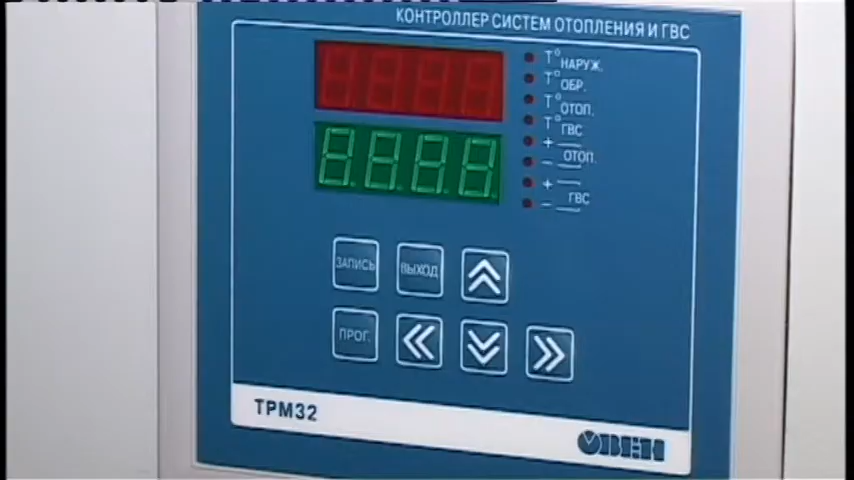 КОНТРОЛЛЕР СИСТЕМ ОТОПЛЕНИЯ И ГВС
T° НАРУЖ.
T° ОБР.
T° ОТОП.
T° ГВС
+
ОТОП.
−
+
ГВС
−
ЗАПИСЬ
ВЫХОД
ПРОГ.
ТРМ32
ОВЕН